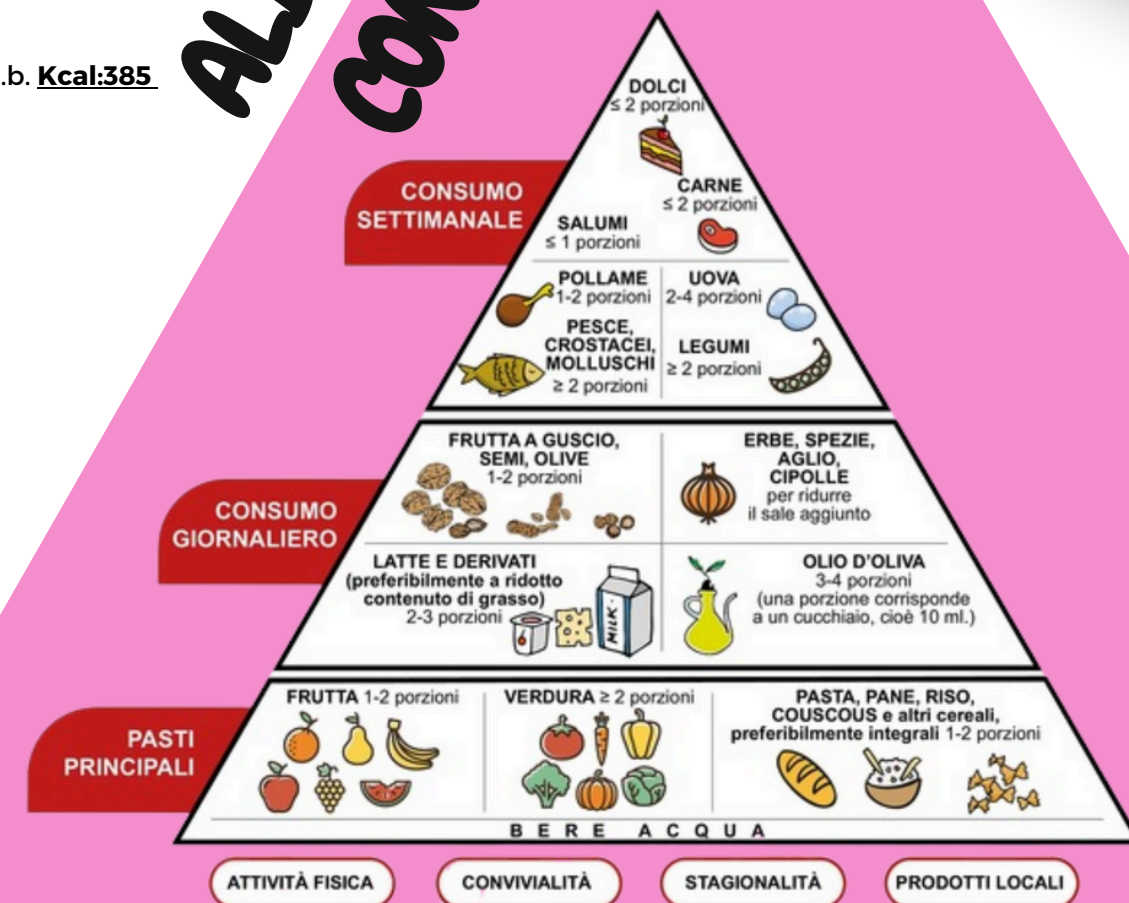 .b. Kcal:385
DOLCI
≤ 2 porzioni
CONSUMO
SETTIMANALE
CARNE
≤ 2 porzioni
SALUMI
≤ 1 porzioni
POLLAME
1-2 porzioni
UOVA
2-4 porzioni
PESCE,
CROSTACEI,
MOLLUSCHI
≥ 2 porzioni
LEGUMI
≥ 2 porzioni
CONSUMO
GIORNALIERO
FRUTTA A GUSCIO,
SEMI, OLIVE
1-2 porzioni
ERBE, SPEZIE,
AGLIO,
CIPOLLE
per ridurre
il sale aggiunto
LATTE E DERIVATI
(preferibilmente a ridotto
contenuto di grasso)
2-3 porzioni
MILK
OLIO D'OLIVA
3-4 porzioni
(una porzione corrisponde
a un cucchiaio, cioè 10 ml.)
PASTI
PRINCIPALI
FRUTTA 1-2 porzioni
VERDURA ≥ 2 porzioni
PASTA, PANE, RISO,
COUSCOUS e altri cereali,
preferibilmente integrali 1-2 porzioni
BERE ACQUA
ATTIVITÀ FISICA
CONVIVIALITÀ
STAGIONALITÀ
PRODOTTI LOCALI